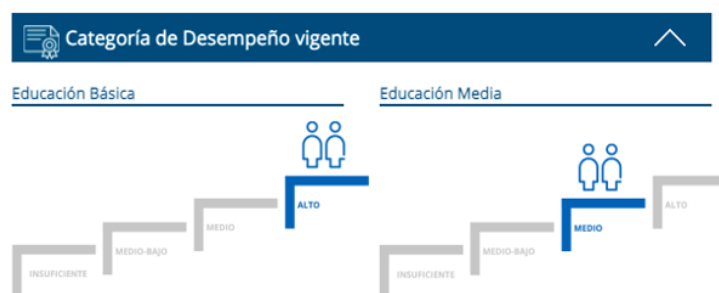 Categoría de Desempeño vigente
Educación Básica
ALTO
MEDIO
MEDIO-BAJO
INSUFICIENTE
Educación Media
ALTO
MEDIO
MEDIO-BAJO
INSUFICIENTE